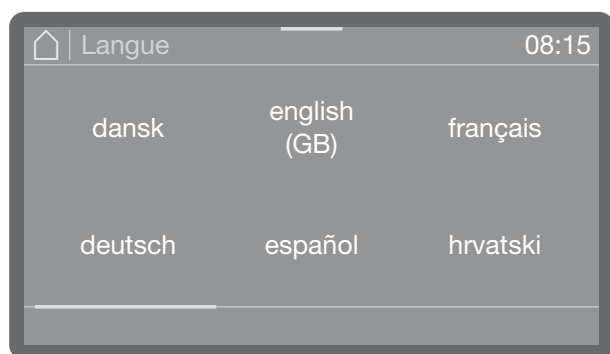 Langue 08:15
dansk english (GB) français
deutsch español hrvatski